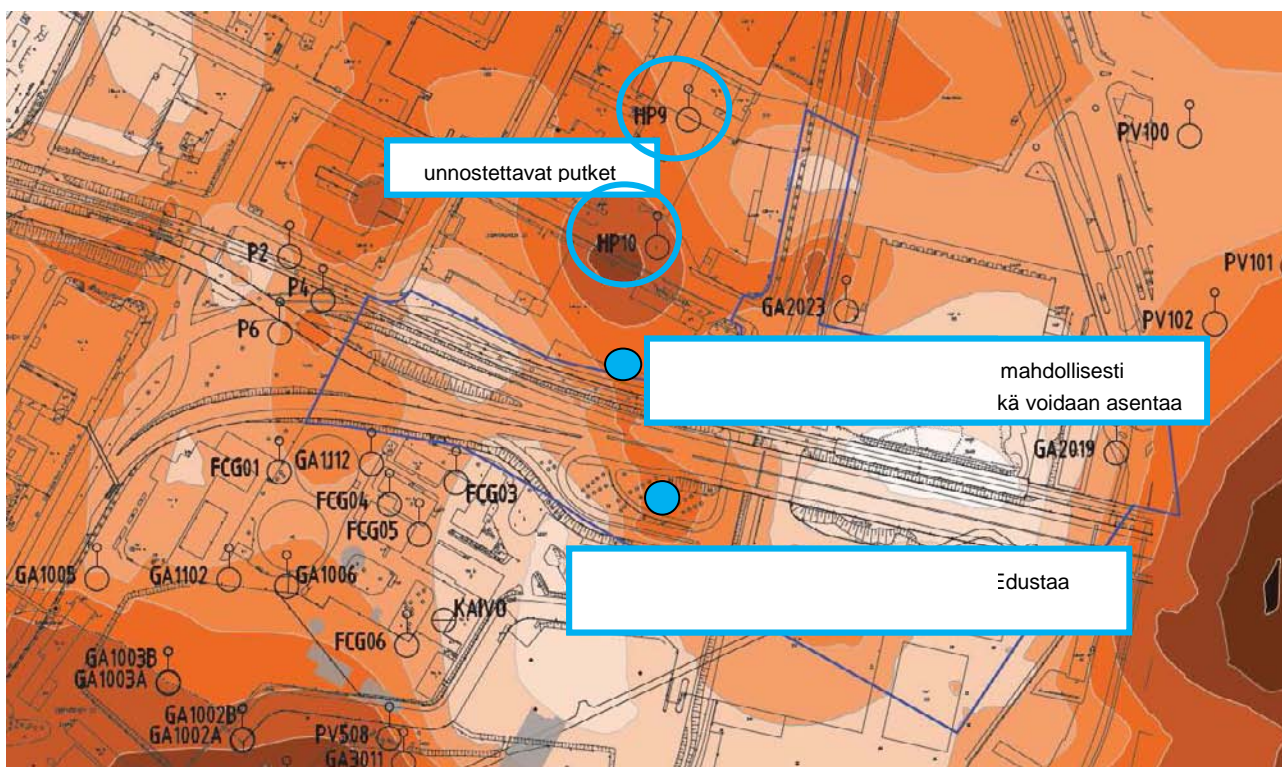 HP9
PV100
unnostettavat putket
HP10
P2
PV101
P4
GA2023
PV102
P6
mahdollisesti
kä voidaan asentaa
GA2019
FCG01
GA1112
FCG03
FCG04
FCG05
Edustaa
GA1005
GA1102
GA1006
KAIVO
FCG06
GA1003B
GA1003A
GA1002B
GA1002A
PV508
GA3011